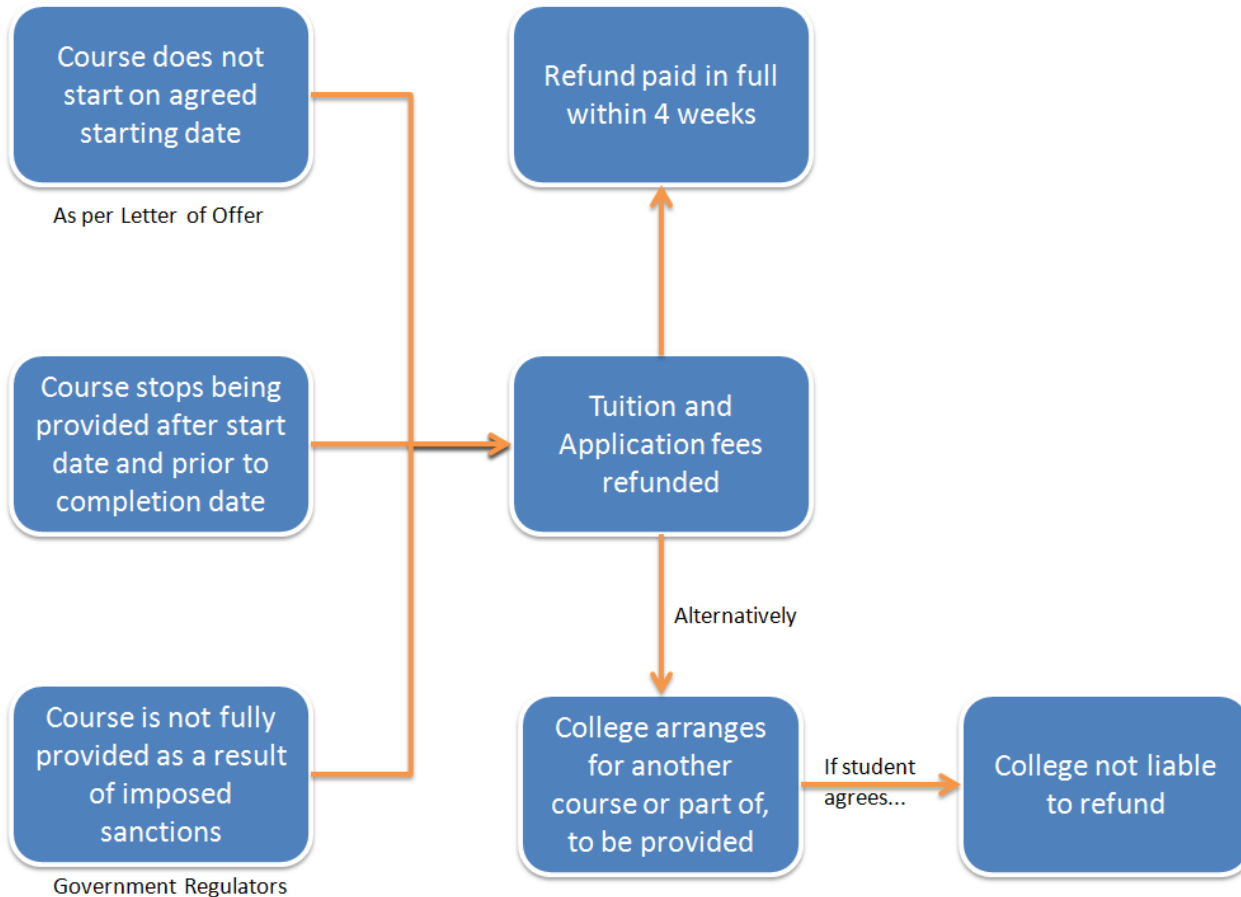 Course does not
start on agreed
starting date
As per Letter of Offer
Refund paid in full
within 4 weeks
Course stops being
provided after start
date and prior to
completion date
Tuition and
Application fees
refunded
Alternatively
Course is not fully
provided as a result
of imposed
sanctions
Government Regulators
College arranges
for another
course or part of,
to be provided
If student
agrees...
College not liable
to refund